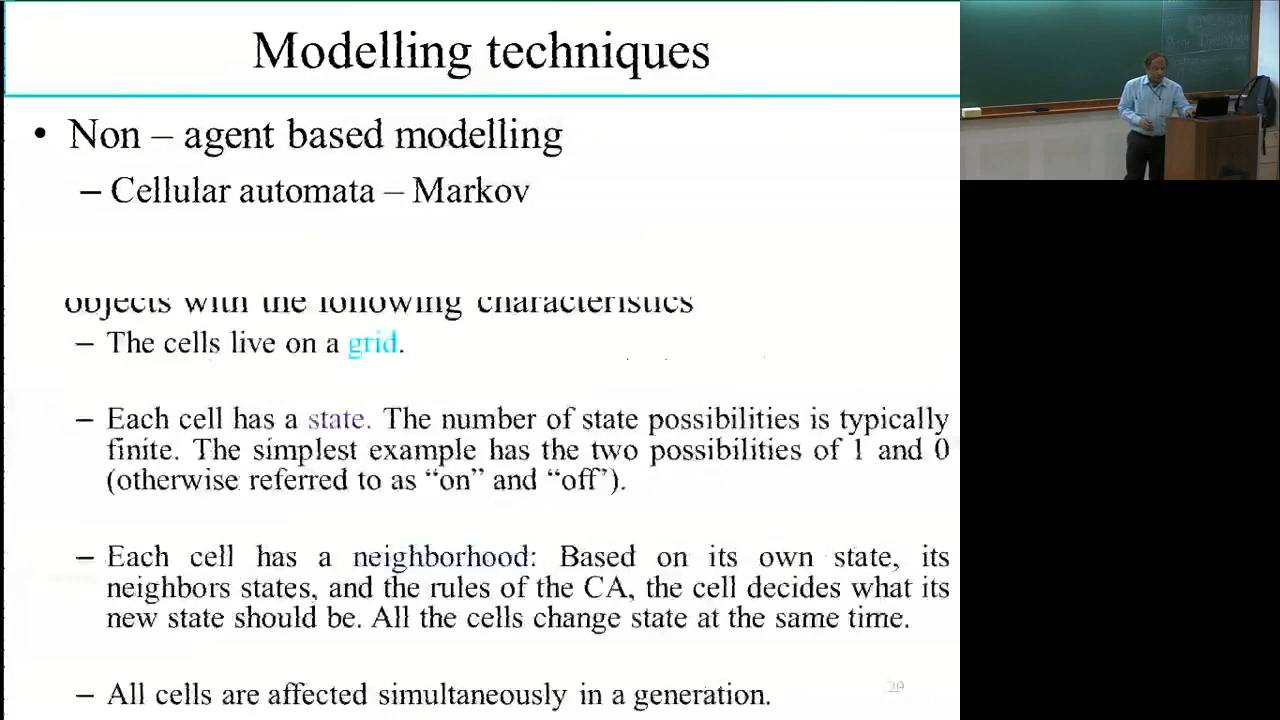 Modelling techniques
• Non – agent based modelling
– Cellular automata – Markov
objects with the following characteristics
– The cells live on a grid.
– Each cell has a state. The number of state possibilities is typically
finite. The simplest example has the two possibilities of 1 and 0
(otherwise referred to as “on” and “off”).
– Each cell has a neighborhood: Based on its own state, its
neighbors states, and the rules of the CA, the cell decides what its
new state should be. All the cells change state at the same time.
– All cells are affected simultaneously in a generation.